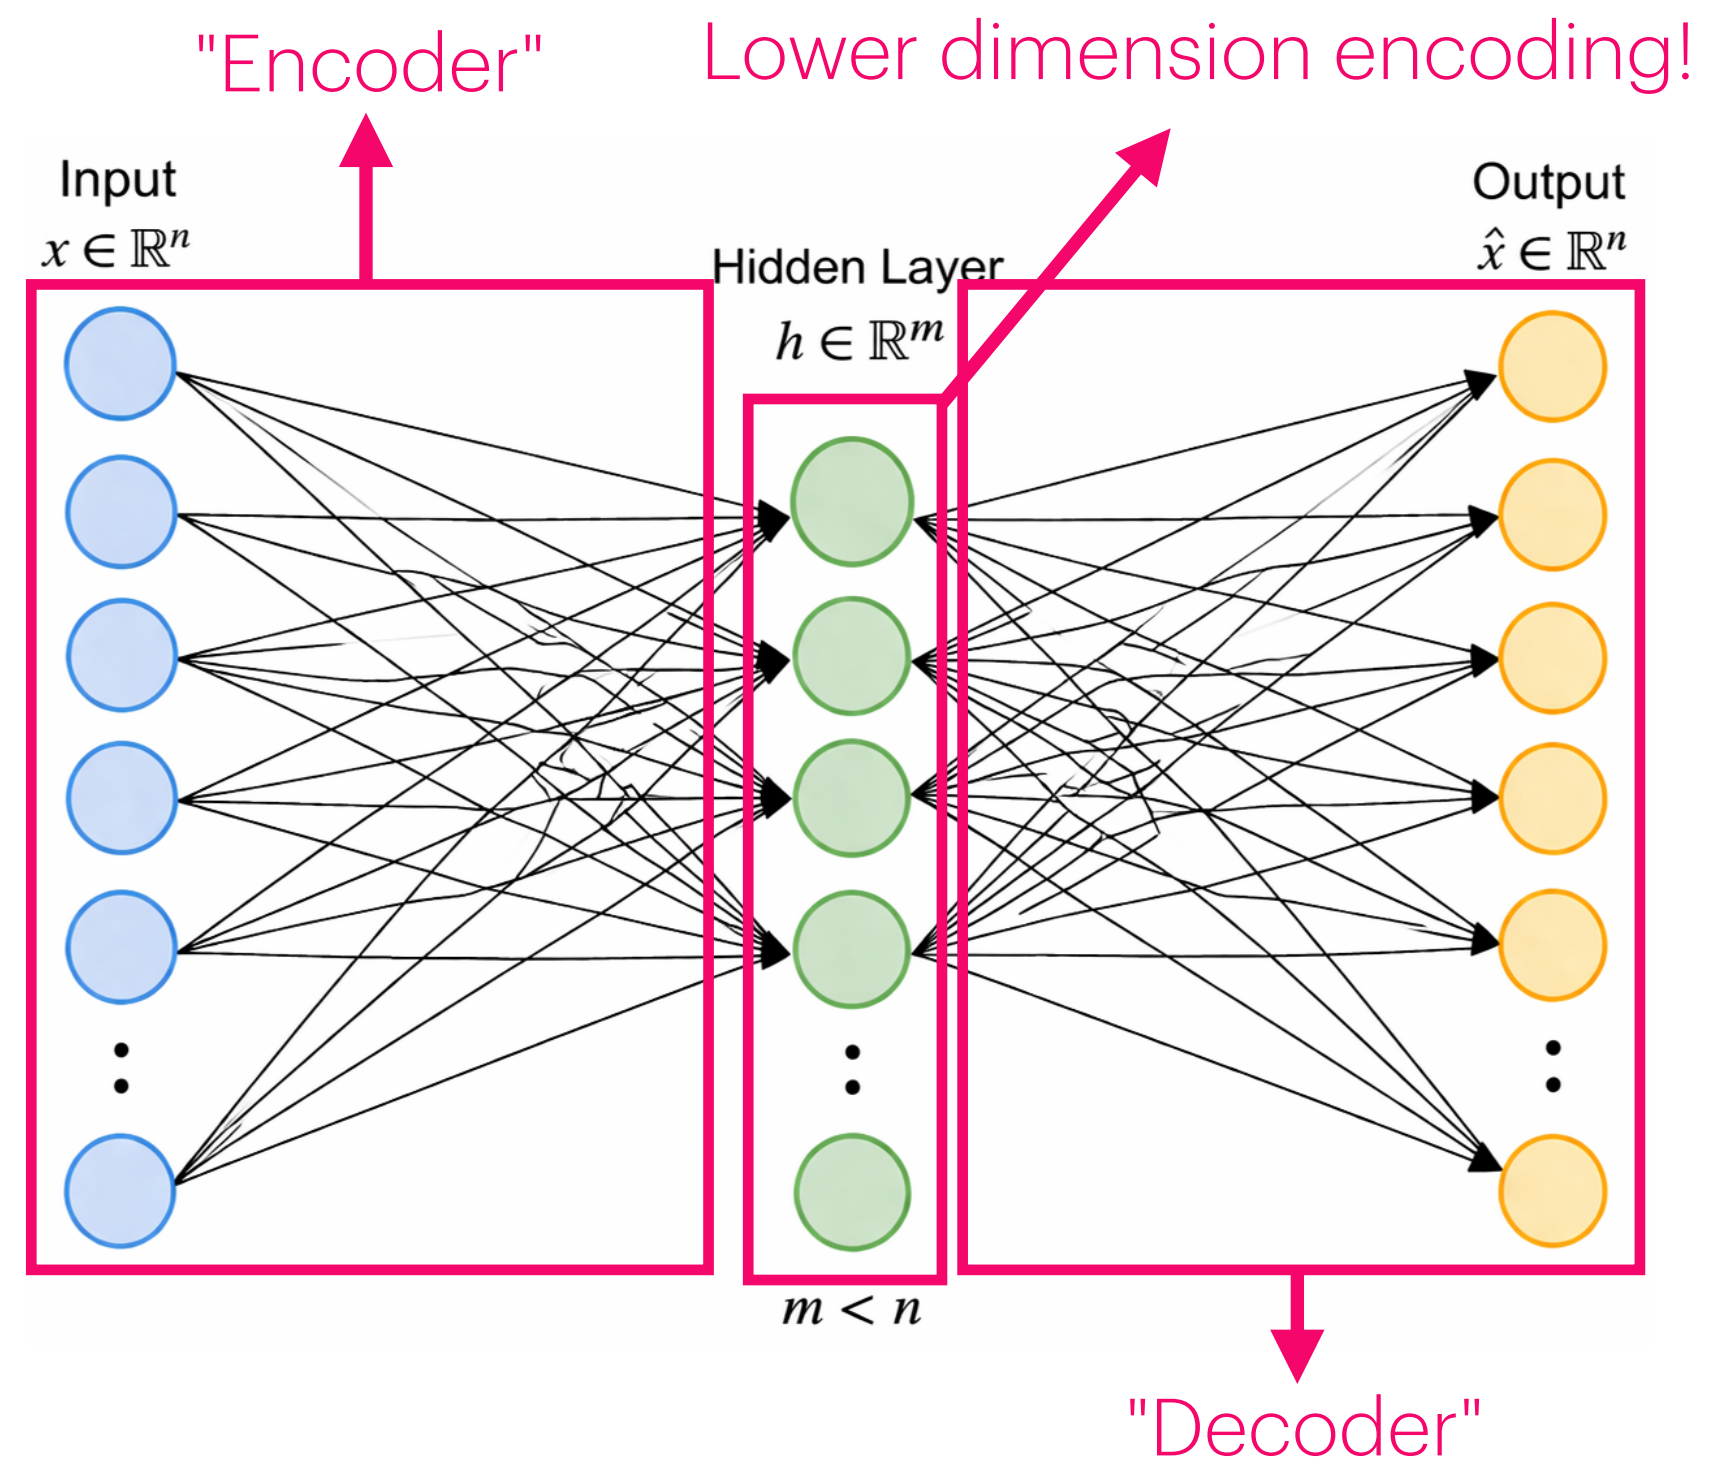 "Encoder"
Lower dimension encoding!
Input
x ∈ ℝⁿ
Hidden Layer
h ∈ ℝᵐ
Output
x̂ ∈ ℝⁿ
m < n
"Decoder"